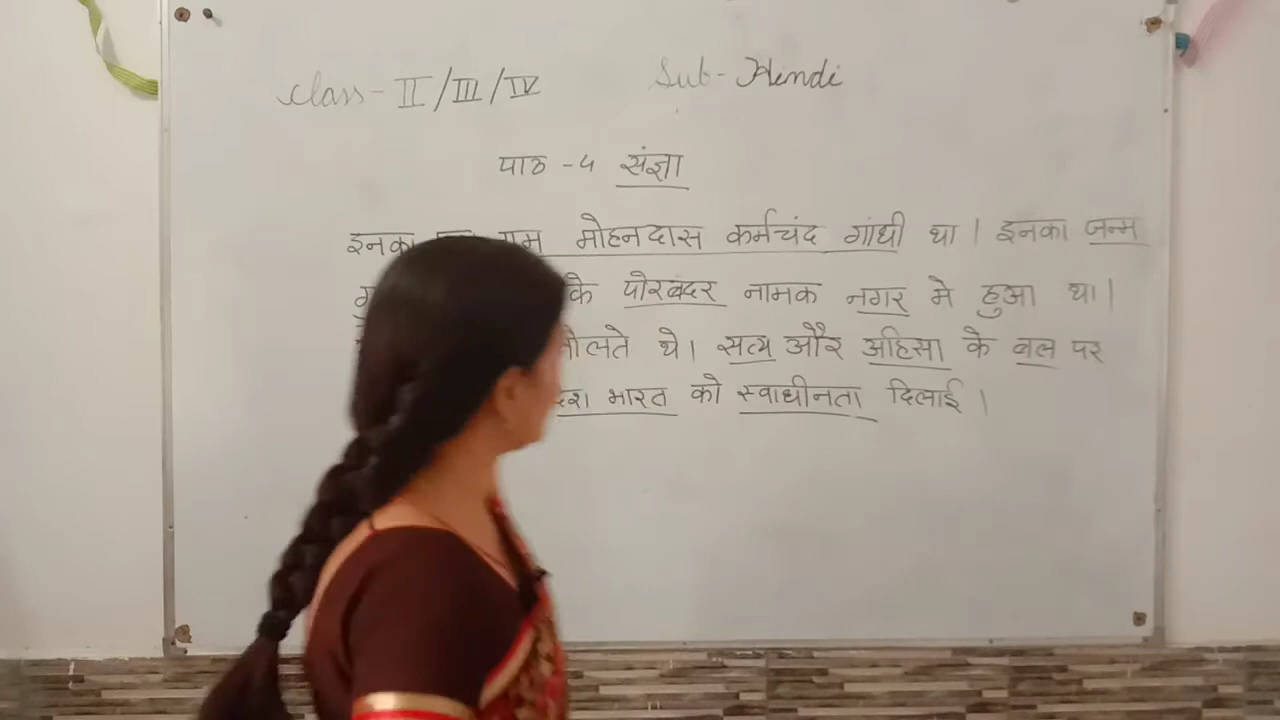 Class - II / III / IV Sub - Hindi
पाठ - ५ संज्ञा
इनका नाम मोहनदास कर्मचंद गांधी था। इनका जन्म
के पोरबंदर नामक नगर मे हुआ था।
बोलते थे। सत्य और अहिंसा के बल पर
देश भारत को स्वाधीनता दिलाई।